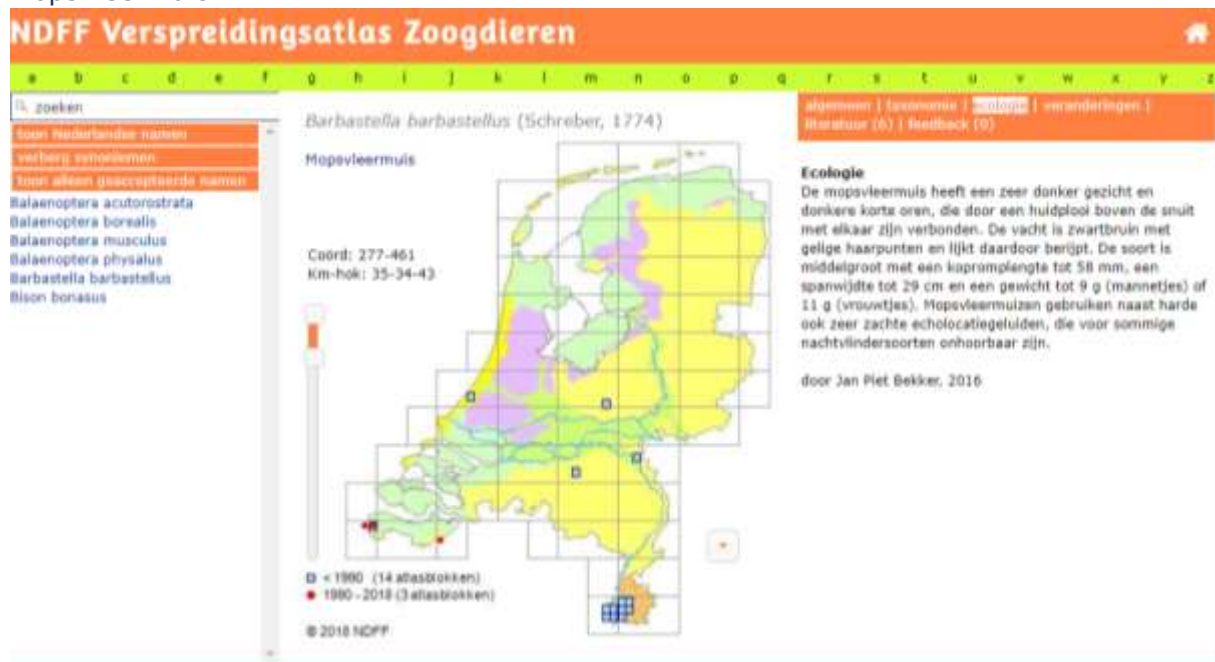 NDFF Verspreidingsatlas Zoogdieren
a b c d e f g h i j k l m n o p q r s t u v w x y z
zoeken
toon Nederlandse namen
verberg synoniemen
toon alleen geaccepteerde namen
Balaenoptera acutorostrata
Balaenoptera borealis
Balaenoptera musculus
Balaenoptera physalus
Barbastella barbastellus
Bison bonasus
Barbastella barbastellus (Schreber, 1774)
Mopsvleermuis
Coord: 277-461
Km-hok: 35-34-43
< 1980 (14 atlasblokken)
1980 - 2018 (3 atlasblokken)
© 2018 NDFF
algemeen | taxonomie | ecologie | veranderingen |
literatuur (6) | feedback (0)
Ecologie
De mopsvleermuis heeft een zeer donker gezicht en
donkere korte oren, die door een huidplooi boven de snuit
met elkaar zijn verbonden. De vacht is zwartbruin met
gelige haarpunten en lijkt daardoor berijpt. De soort is
middelgroot met een kopromplengte tot 58 mm, een
spanwijdte tot 29 cm en een gewicht tot 9 g (mannetjes) of
11 g (vrouwtjes). Mopsvleermuizen gebruiken naast harde
ook zeer zachte echolocatiegeluiden, die voor sommige
nachtvlindersoorten onhoorbaar zijn.
door Jan Piet Bekker, 2016